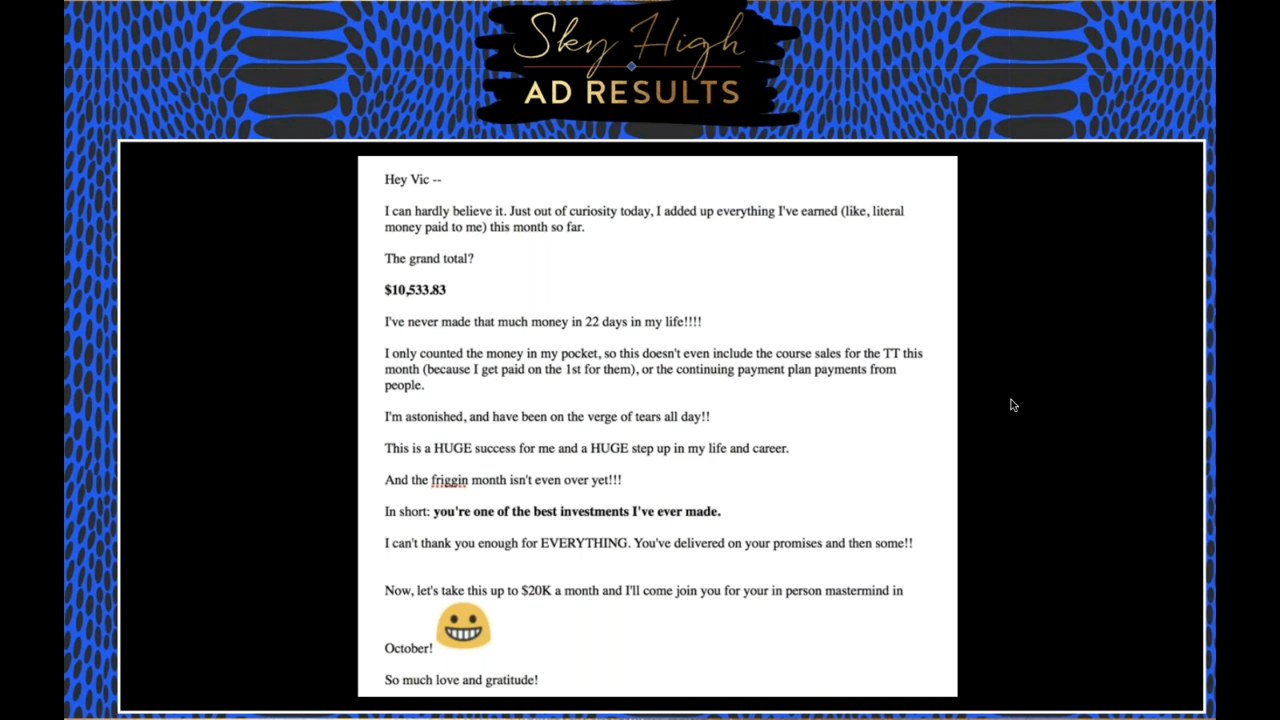 Sky High
AD RESULTS
Hey Vic --
I can hardly believe it. Just out of curiosity today, I added up everything I've earned (like, literal
money paid to me) this month so far.
The grand total?
$10,533.83
I've never made that much money in 22 days in my life!!!!
I only counted the money in my pocket, so this doesn't even include the course sales for the TT this
month (because I get paid on the 1st for them), or the continuing payment plan payments from
people.
I'm astonished, and have been on the verge of tears all day!!
This is a HUGE success for me and a HUGE step up in my life and career.
And the friggin month isn't even over yet!!!
In short: you're one of the best investments I've ever made.
I can't thank you enough for EVERYTHING. You've delivered on your promises and then some!!
Now, let's take this up to $20K a month and I'll come join you for your in person mastermind in
October!
So much love and gratitude!